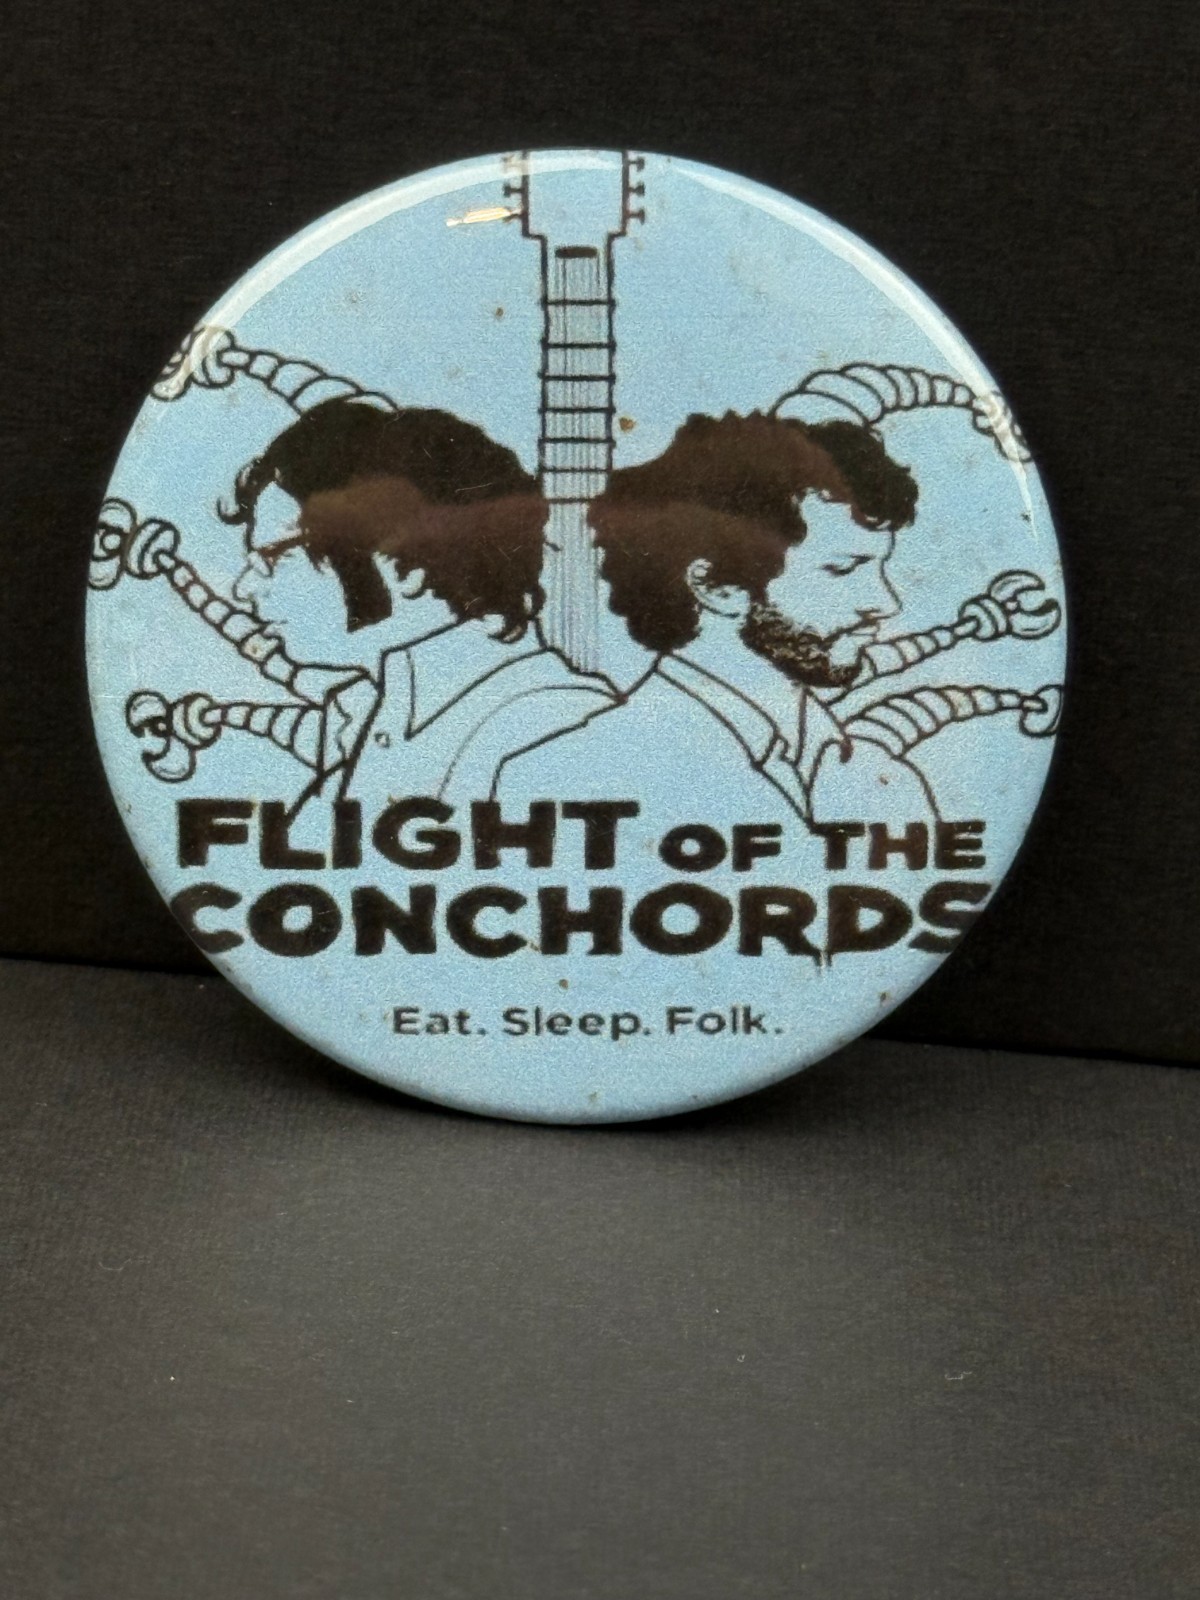 FLIGHT OF THE
CONCHORDS
Eat. Sleep. Folk.